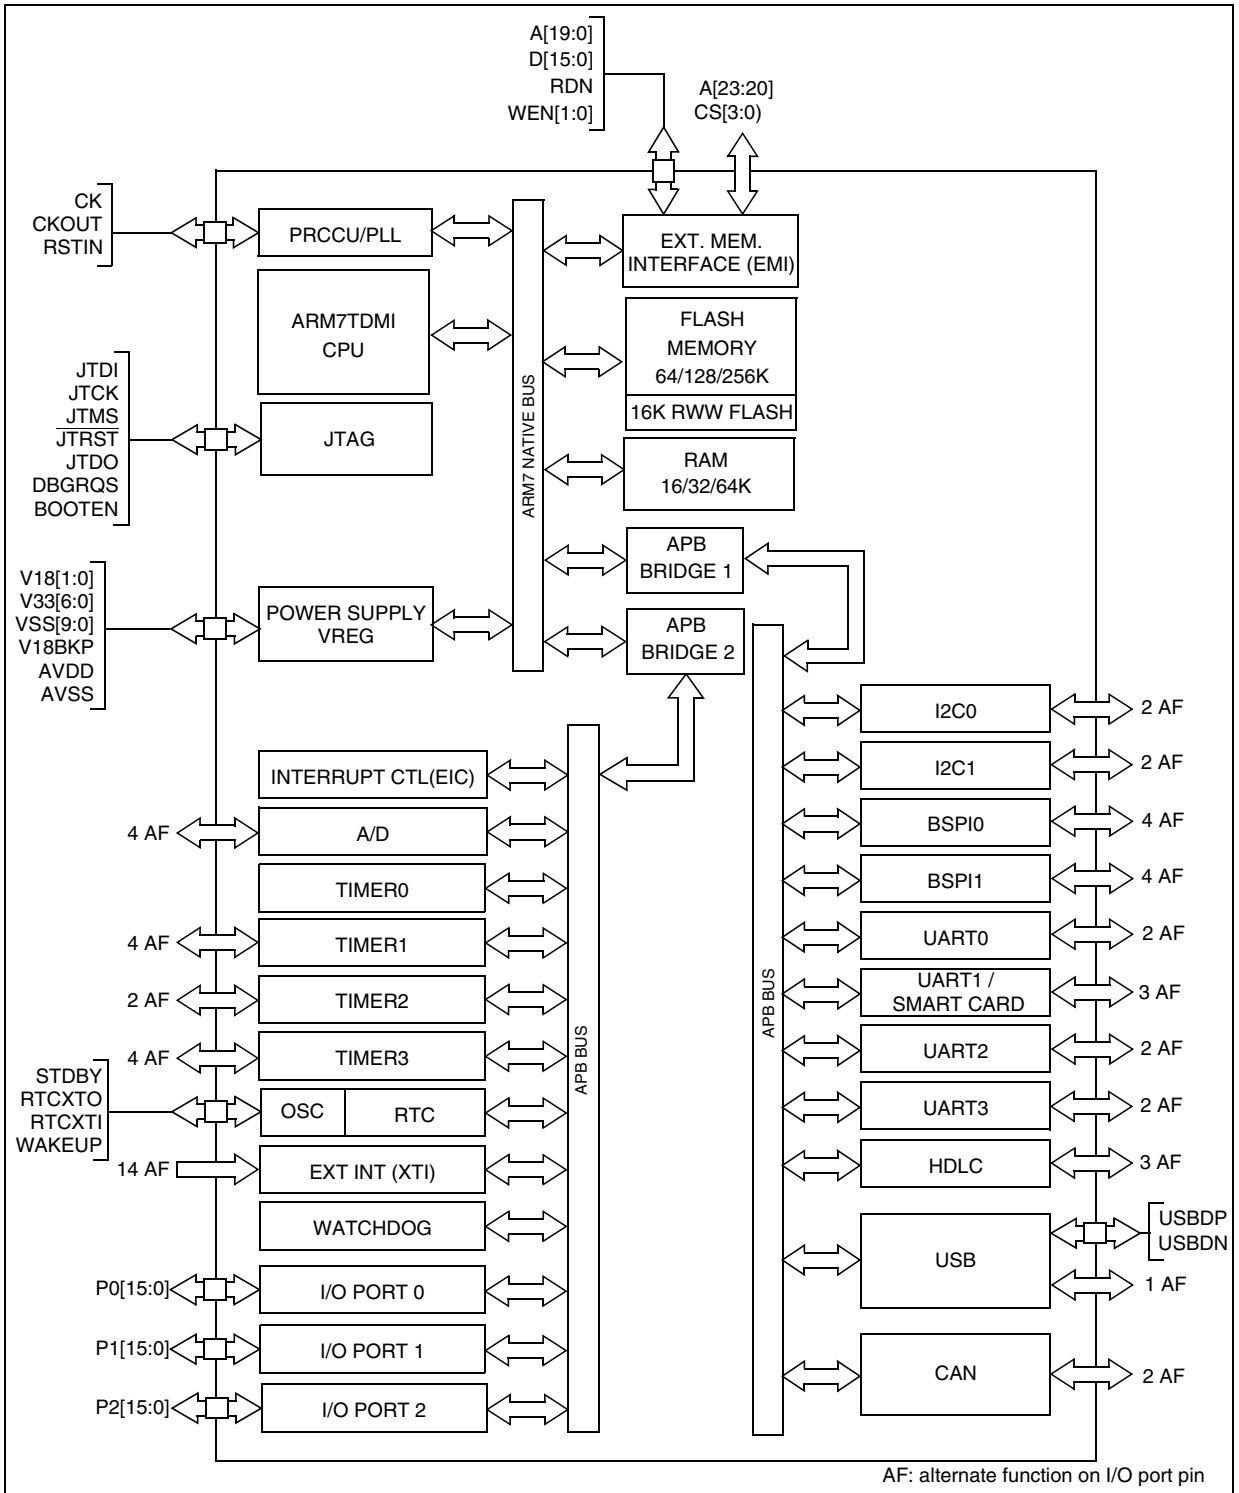 A[19:0]
D[15:0]
RDN
WEN[1:0]
A[23:20]
CS[3:0)
CK
CKOUT
RSTIN
PRCCU/PLL
EXT. MEM.
INTERFACE (EMI)
ARM7TDMI
CPU
FLASH
MEMORY
64/128/256K
16K RWW FLASH
JTDI
JTCK
JTMS
JTRST
JTDO
DBGRQS
BOOTEN
JTAG
ARM7 NATIVE BUS
RAM
16/32/64K
APB
BRIDGE 1
V18[1:0]
V33[6:0]
VSS[9:0]
V18BKP
AVDD
AVSS
POWER SUPPLY
VREG
APB
BRIDGE 2
INTERRUPT CTL(EIC)
4 AF
A/D
TIMER0
4 AF
TIMER1
2 AF
TIMER2
4 AF
TIMER3
STDBY
RTCXTO
RTCXTI
WAKEUP
OSC
RTC
14 AF
EXT INT (XTI)
WATCHDOG
P0[15:0]
I/O PORT 0
P1[15:0]
I/O PORT 1
P2[15:0]
I/O PORT 2
APB BUS
APB BUS
I2C0
2 AF
I2C1
2 AF
BSPI0
4 AF
BSPI1
4 AF
UART0
2 AF
UART1 /
SMART CARD
3 AF
UART2
2 AF
UART3
2 AF
HDLC
3 AF
USB
USBDP
USBDN
1 AF
CAN
2 AF
AF: alternate function on I/O port pin